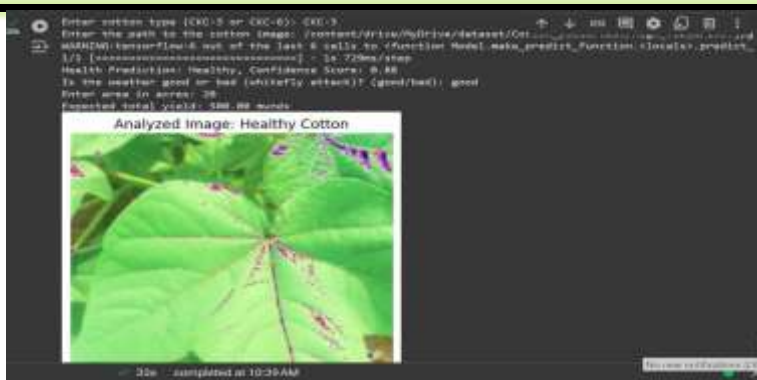 Enter cotton type (CKC-3 or CKC-6): CKC-3
Enter the path to the cotton image: /content/drive/MyDrive/dataset/
WARNING:tensorflow:6 out of the last 6 calls to <function Model.make_predict_function.<locals>.predict_
1/1 [==============================] - 1s 729ms/step
Health Prediction: Healthy, Confidence Score: 0.88
Is the weather good or bad (whitefly attack)? (good/bad): good
Enter area in acres: 20
Expected total yield: 500.00 munds
Analyzed Image: Healthy Cotton
completed at 10:39 AM